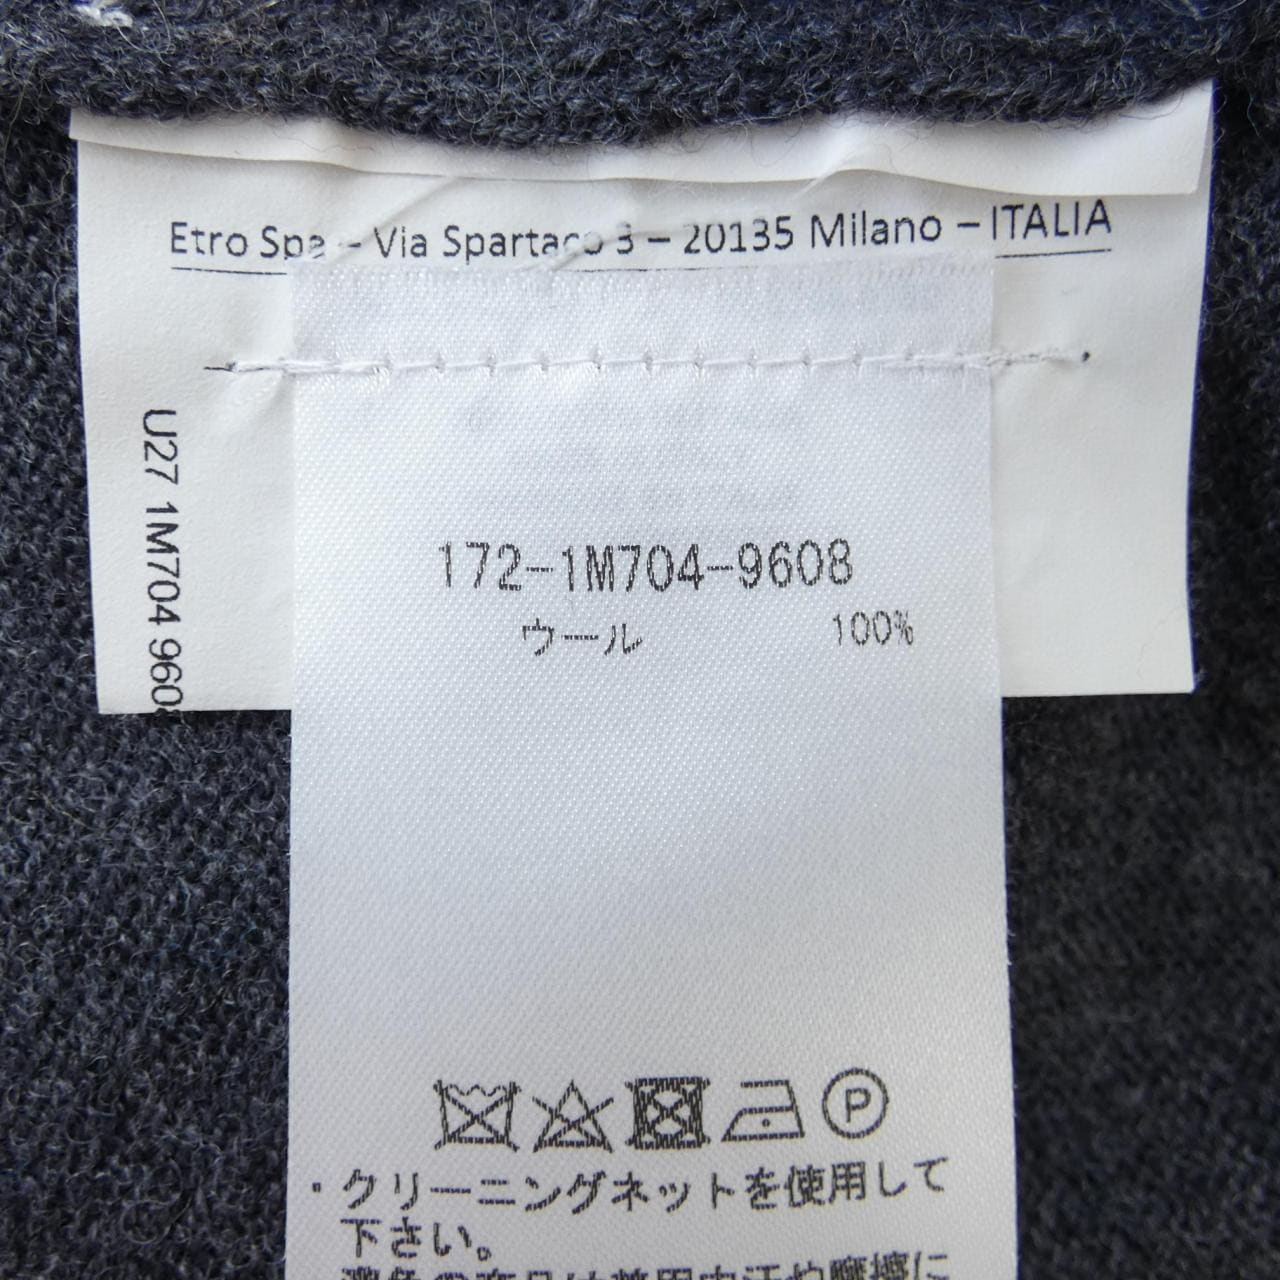 Etro Spa – Via Spartaco 3 – 20135 Milano – ITALIA
U27 1M704 960
172-1M704-9608
ウール 100%
P
・クリーニングネットを使用して
下さい。